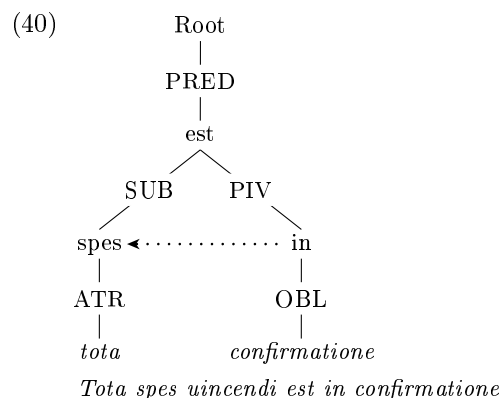 (40) Root
PRED
est
SUB PIV
spes in
ATR OBL
tota confirmatione
Tota spes uincendi est in confirmatione